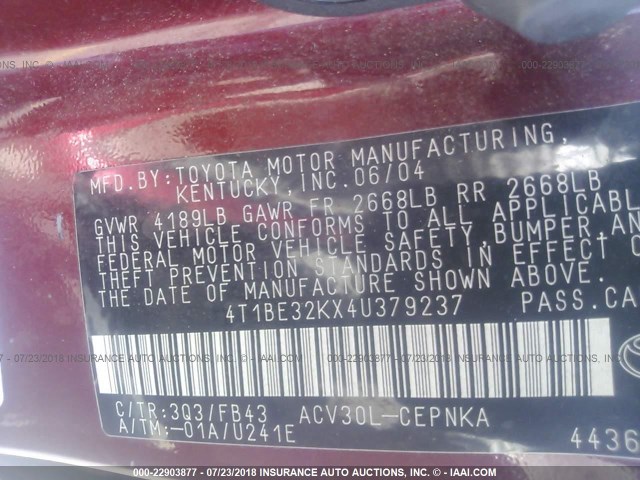 MFD.BY:TOYOTA MOTOR MANUFACTURING,
KENTUCKY,INC.06/04
GVWR 4189LB GAWR FR 2668LB RR 2668LB
THIS VEHICLE CONFORMS TO ALL APPLICABLE
FEDERAL MOTOR VEHICLE SAFETY,BUMPER,AN
THEFT PREVENTION STANDARDS IN EFFECT O
THE DATE OF MANUFACTURE SHOWN ABOVE.
4T1BE32KX4U379237 PASS.CA
C/TR:3Q3/FB43 ACV30L-CEPNKA
A/TM:-01A/U241E 4436
000-22903877 - 07/23/2018 INSURANCE AUTO AUCTIONS, INC. - IAAI.COM